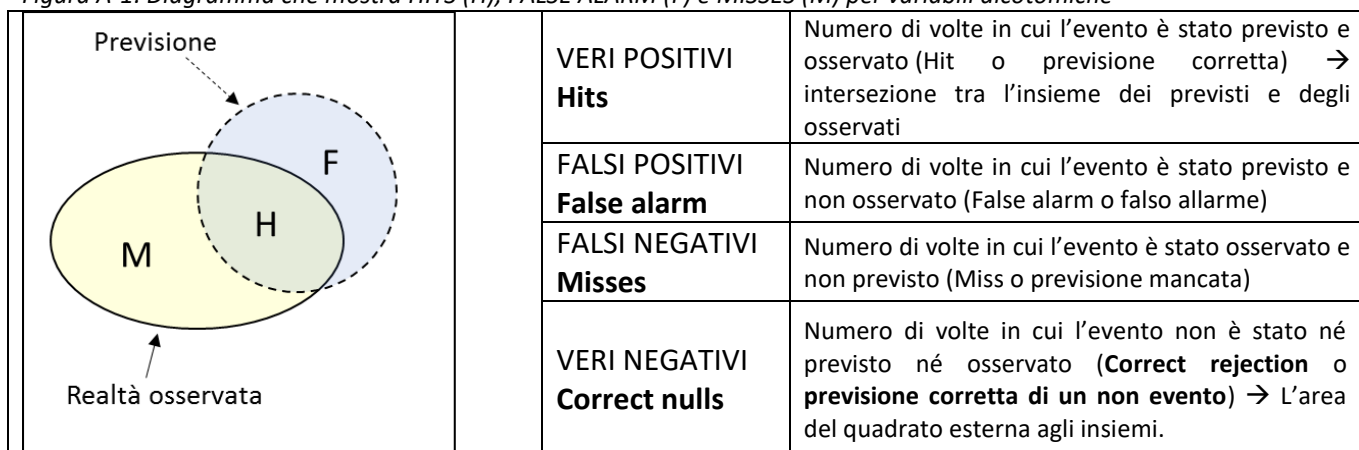 Figura A-1. Diagramma che mostra HITS (H), FALSE ALARM (F) e MISSES (M) per variabili dicotomiche
Previsione
F
H
M
Realtà osservata
VERI POSITIVI
Hits
Numero di volte in cui l’evento è stato previsto e
osservato (Hit o previsione corretta) →
intersezione tra l’insieme dei previsti e degli
osservati
FALSI POSITIVI
False alarm
Numero di volte in cui l’evento è stato previsto e
non osservato (False alarm o falso allarme)
FALSI NEGATIVI
Misses
Numero di volte in cui l’evento è stato osservato e
non previsto (Miss o previsione mancata)
VERI NEGATIVI
Correct nulls
Numero di volte in cui l’evento non è stato né
previsto né osservato (Correct rejection o
previsione corretta di un non evento) → L’area
del quadrato esterna agli insiemi.